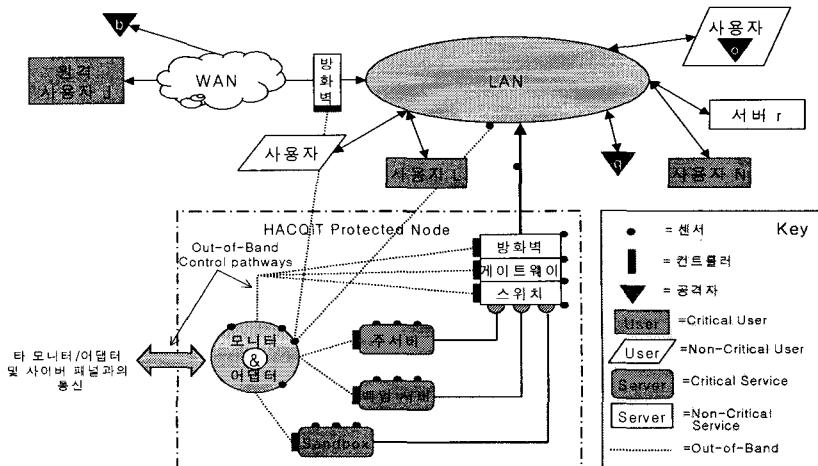 b
사용자
o
WAN
방화벽
LAN
원격
사용자 J
서버 r
사용자
사용자 L
q
사용자 N
HACQIT Protected Node
Out-of-Band
Control pathways
방화벽
게이트웨이
스위치
모니터
&
어댑터
주서버
백업 서버
Sandbox
타 모니터/어댑터
및 사이버 패널과의
통신
Key
= 센서
= 컨트롤러
= 공격자
User =Critical User
User =Non-Critical User
Server =Critical Service
Server =Non-Critical
Service
= Out-of-Band